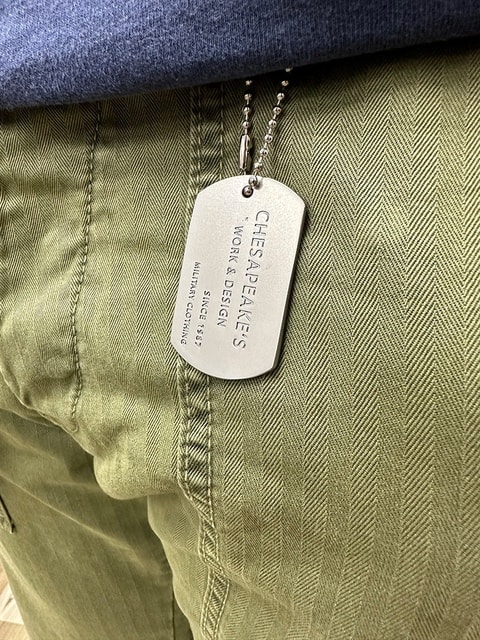 CHESAPEAKE'S
WORK & DESIGN
SINCE 1987
MILITARY CLOTHING